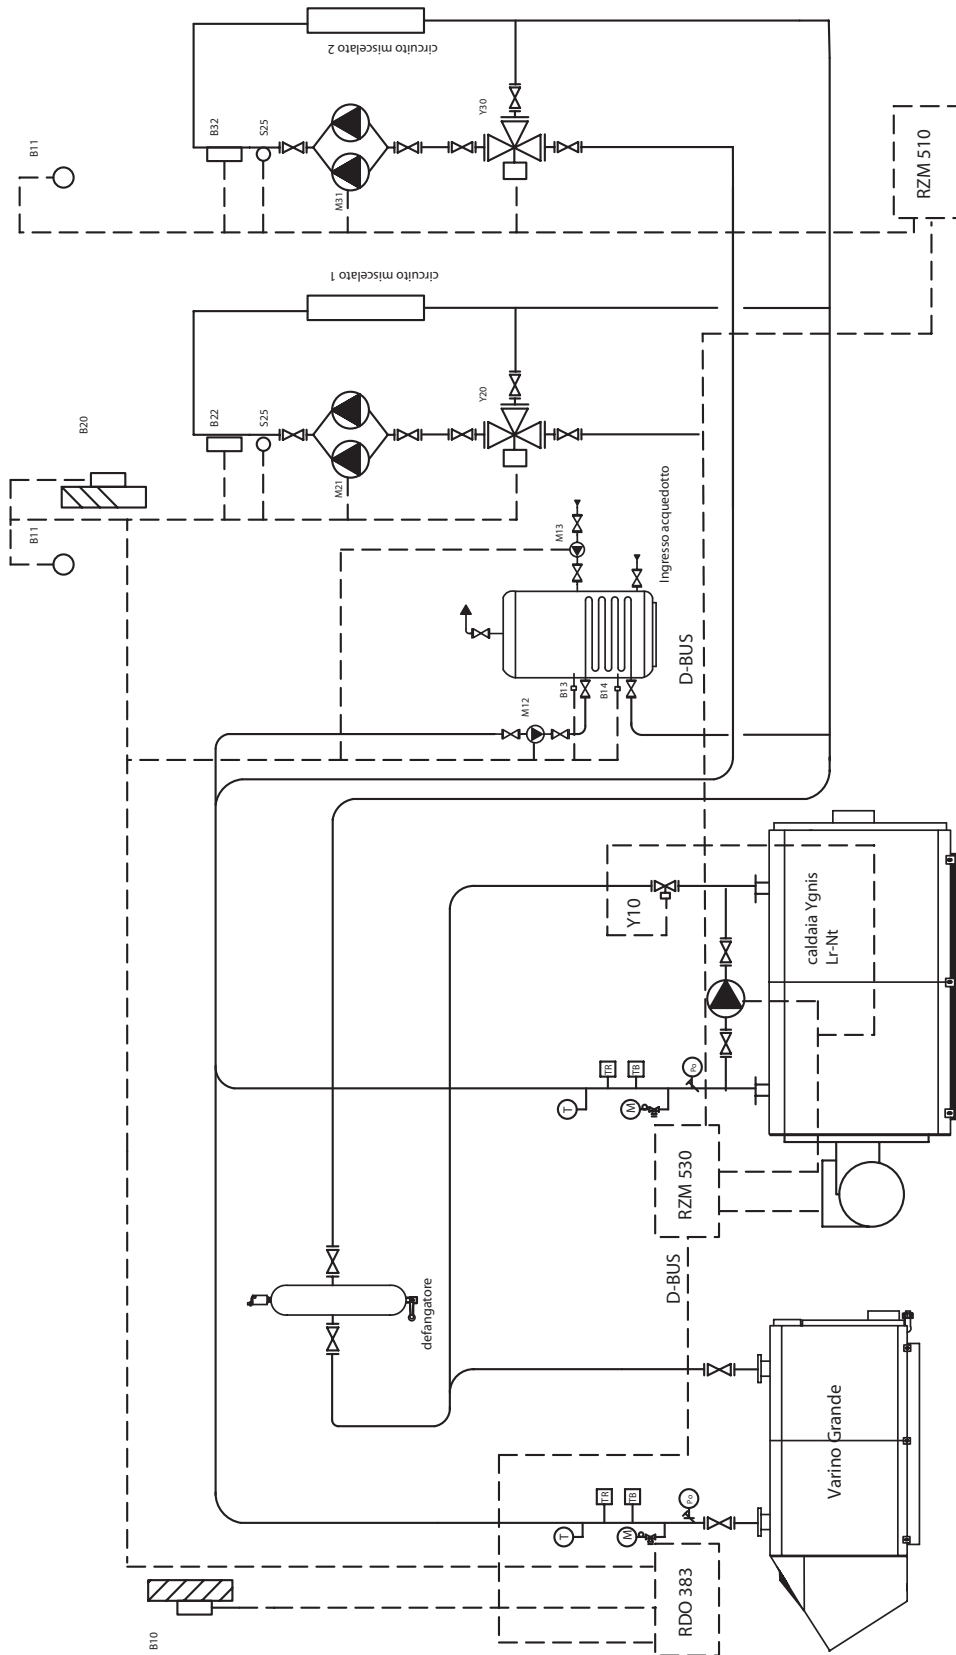 circuito miscelato 2
B11
B32
S25
M31
Y30
RZM 510
circuito miscelato 1
B20
B11
B22
S25
M21
Y20
M13
Ingresso acquedotto
D-BUS
B13
B14
M12
Y10
caldaia Ygnis
Lr-Nt
TR
TB
T
M
Po
RZM 530
D-BUS
defangatore
Varino Grande
TR
TB
T
M
Po
RDO 383
B10